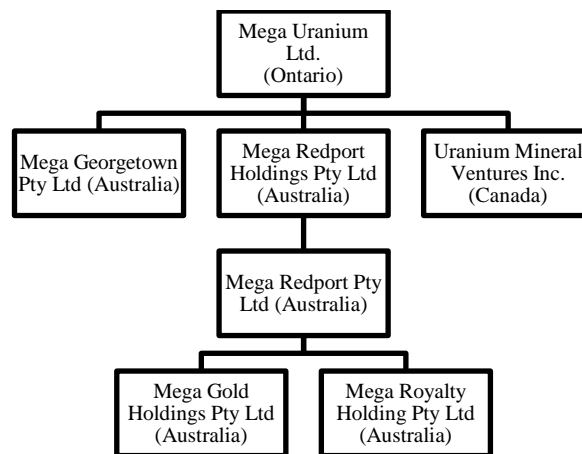 Mega Uranium
Ltd.
(Ontario)
Mega Georgetown
Pty Ltd (Australia)
Mega Redport
Holdings Pty Ltd
(Australia)
Uranium Mineral
Ventures Inc.
(Canada)
Mega Redport Pty
Ltd (Australia)
Mega Gold
Holdings Pty Ltd
(Australia)
Mega Royalty
Holding Pty Ltd
(Australia)